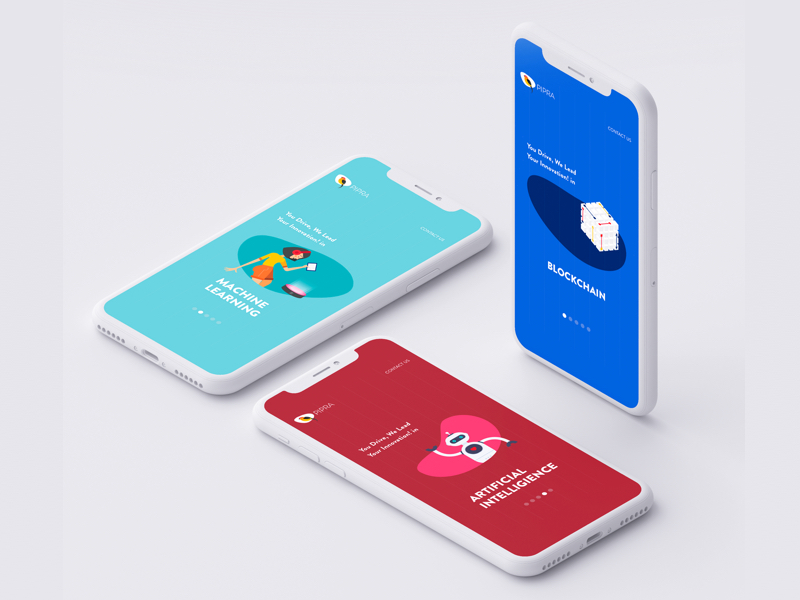 PIPRA
CONTACT US
You Drive, We Lead
Your Innovation! in
MACHINE
LEARNING
PIPRA
CONTACT US
You Drive, We Lead
Your Innovation! in
BLOCKCHAIN
PIPRA
CONTACT US
You Drive, We Lead
Your Innovation! in
ARTIFICIAL
INTELLIGIENCE